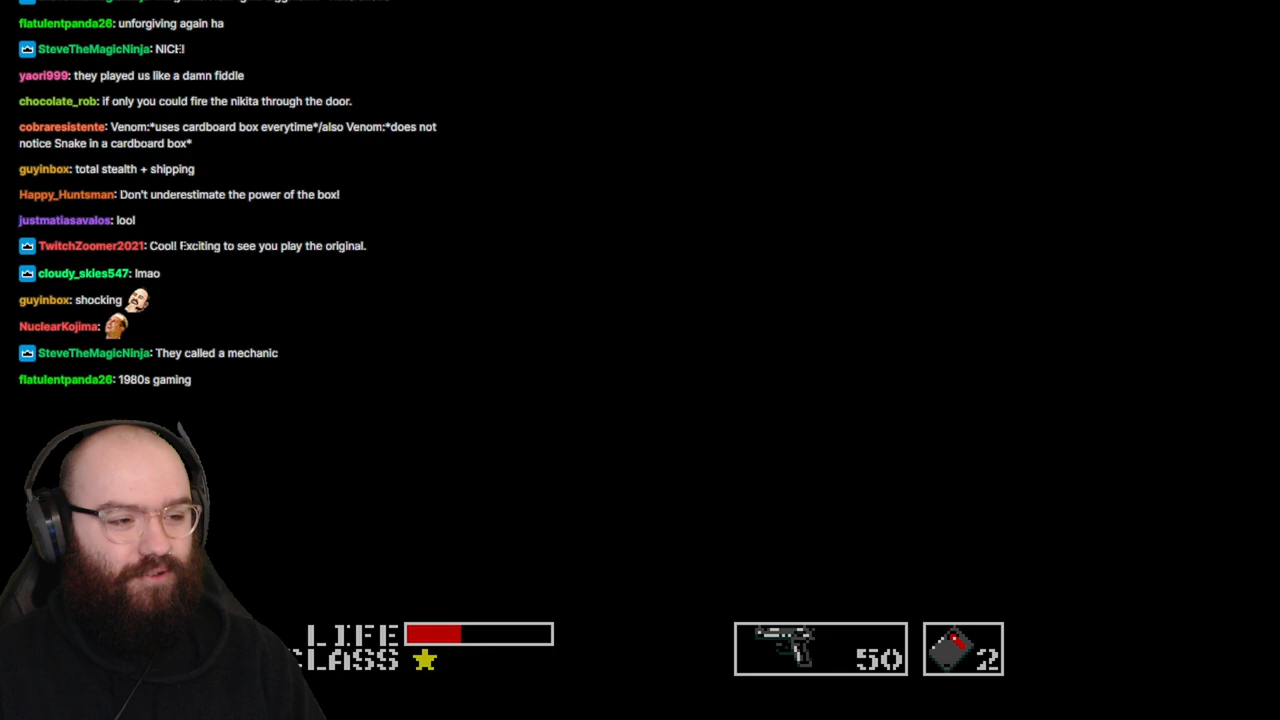 flatulentpanda26: unforgiving again ha
SteveTheMagicNinja: NICE!
yaori999: they played us like a damn fiddle
chocolate_rob: if only you could fire the nikita through the door.
cobraresistente: Venom:*uses cardboard box everytime*/also Venom:*does not
notice Snake in a cardboard box*
guyinbox: total stealth + shipping
Happy_Huntsman: Don't underestimate the power of the box!
justmatiasavalos: lool
TwitchZoomer2021: Cool! Exciting to see you play the original.
cloudy_skies547: lmao
guyinbox: shocking
NuclearKojima:
SteveTheMagicNinja: They called a mechanic
flatulentpanda26: 1980s gaming
LIFE
CLASS
50
2